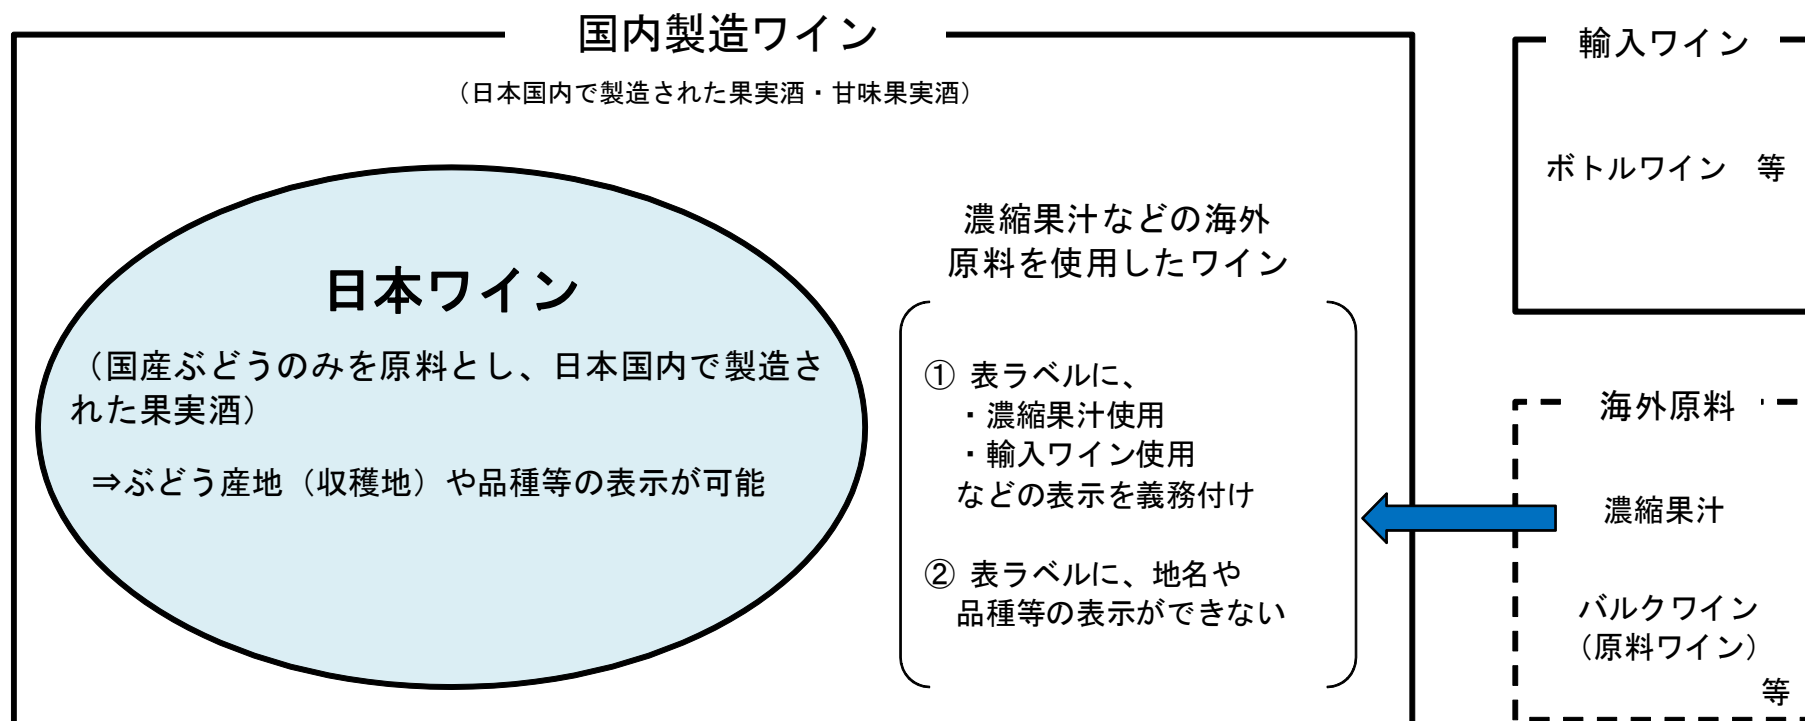 国内製造ワイン
（日本国内で製造された果実酒・甘味果実酒）
日本ワイン
（国産ぶどうのみを原料とし、日本国内で製造さ
れた果実酒）
⇒ぶどう産地（収穫地）や品種等の表示が可能
濃縮果汁などの海外
原料を使用したワイン
① 表ラベルに、
・濃縮果汁使用
・輸入ワイン使用
などの表示を義務付け
② 表ラベルに、地名や
品種等の表示ができない
輸入ワイン
ボトルワイン　等
海外原料
濃縮果汁
バルクワイン
（原料ワイン）
等